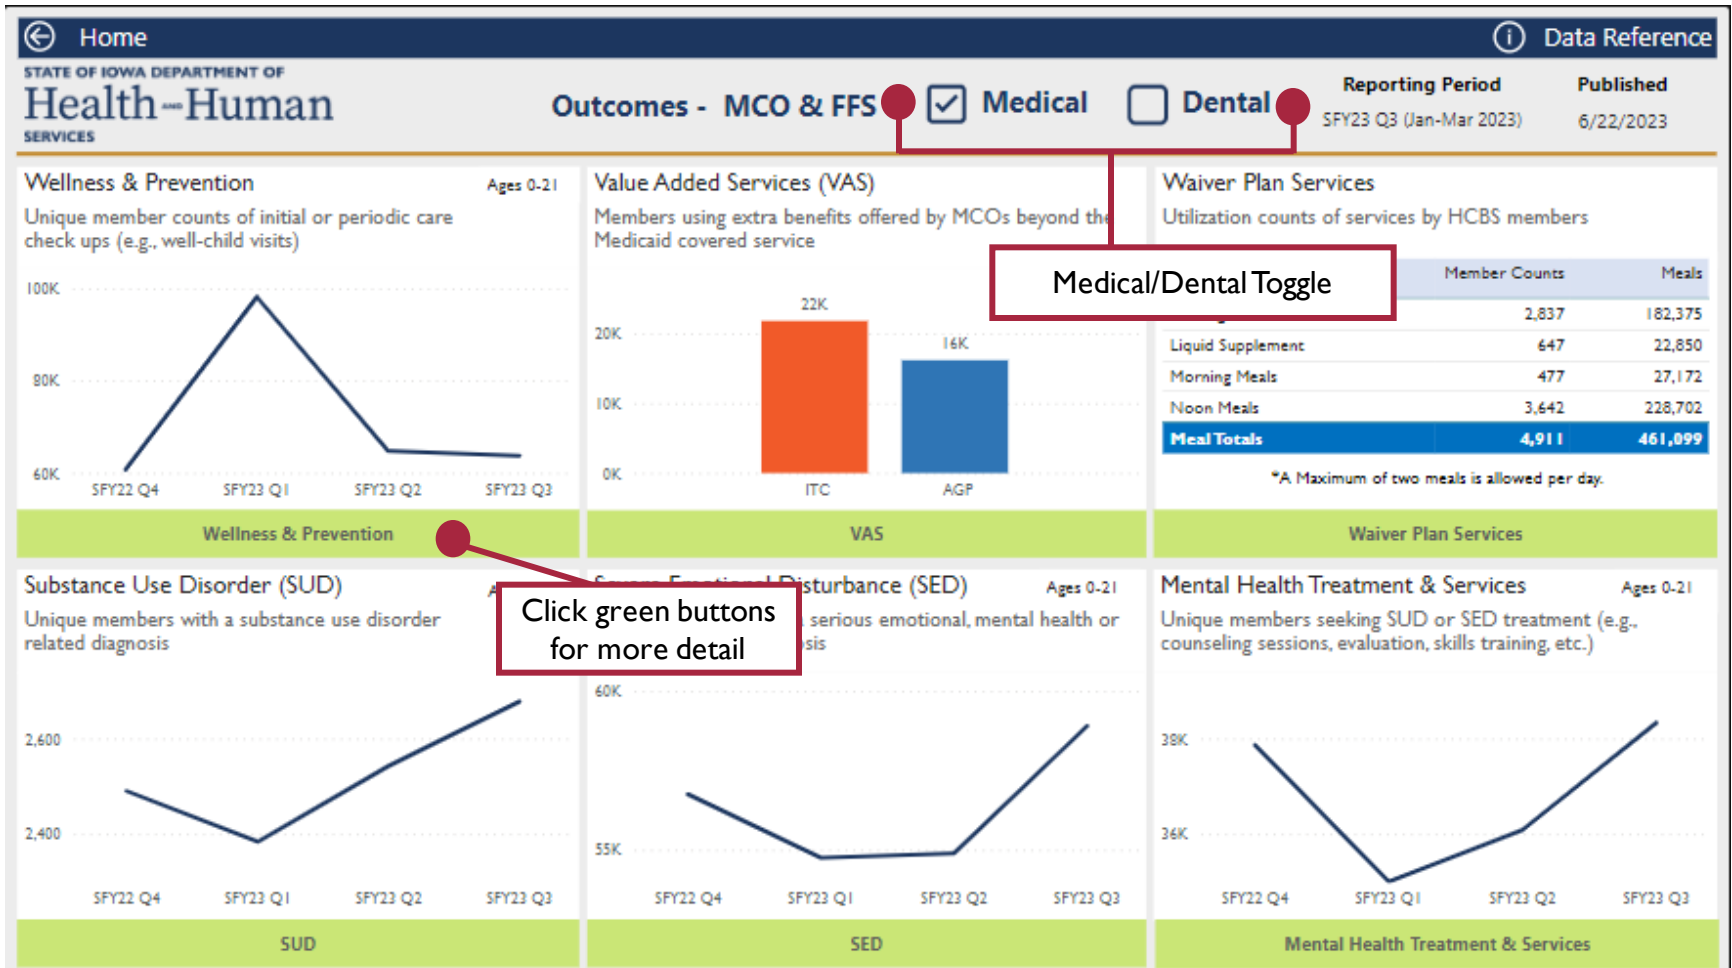 Home
Data Reference
STATE OF IOWA DEPARTMENT OF
Health AND Human
SERVICES
Outcomes - MCO & FFS
Medical
Dental
Reporting Period
SFY23 Q3 (Jan-Mar 2023)
Published
6/22/2023
Medical/Dental Toggle
Wellness & Prevention
Ages 0-21
Unique member counts of initial or periodic care
check ups (e.g., well-child visits)
100K
80K
60K
SFY22 Q4 SFY23 Q1 SFY23 Q2 SFY23 Q3
Wellness & Prevention
Value Added Services (VAS)
Members using extra benefits offered by MCOs beyond the
Medicaid covered service
22K
20K
16K
10K
0K
ITC AGP
VAS
Waiver Plan Services
Utilization counts of services by HCBS members
Member Counts Meals
2,837 182,375
Liquid Supplement 647 22,850
Morning Meals 477 27,172
Noon Meals 3,642 228,702
Meal Totals 4,911 461,099
*A Maximum of two meals is allowed per day.
Waiver Plan Services
Click green buttons
for more detail
Substance Use Disorder (SUD)
Unique members with a substance use disorder
related diagnosis
2,600
2,400
SFY22 Q4 SFY23 Q1 SFY23 Q2 SFY23 Q3
SUD
Disturbance (SED)
Ages 0-21
serious emotional, mental health or
60K
55K
SFY22 Q4 SFY23 Q1 SFY23 Q2 SFY23 Q3
SED
Mental Health Treatment & Services
Ages 0-21
Unique members seeking SUD or SED treatment (e.g.,
counseling sessions, evaluation, skills training, etc.)
38K
36K
SFY22 Q4 SFY23 Q1 SFY23 Q2 SFY23 Q3
Mental Health Treatment & Services